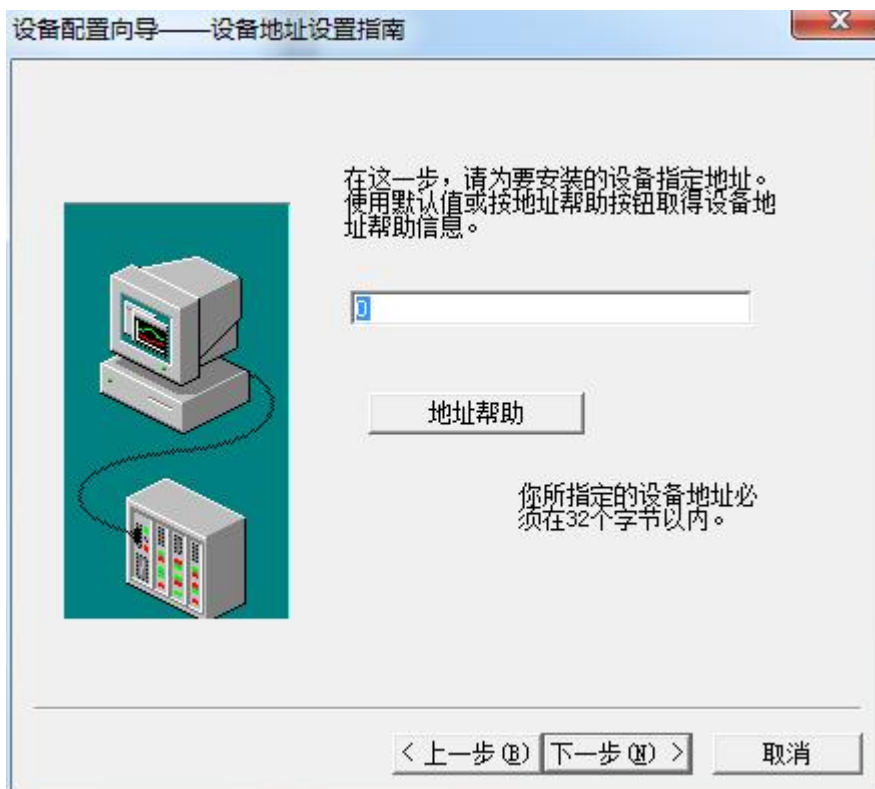 设备配置向导——设备地址设置指南
在这一步，请为要安装的设备指定地址。
使用默认值或按地址帮助按钮取得设备地
址帮助信息。
0
地址帮助
你所指定的设备地址必
须在32个字节以内。
< 上一步(B) 下一步(N) > 取消